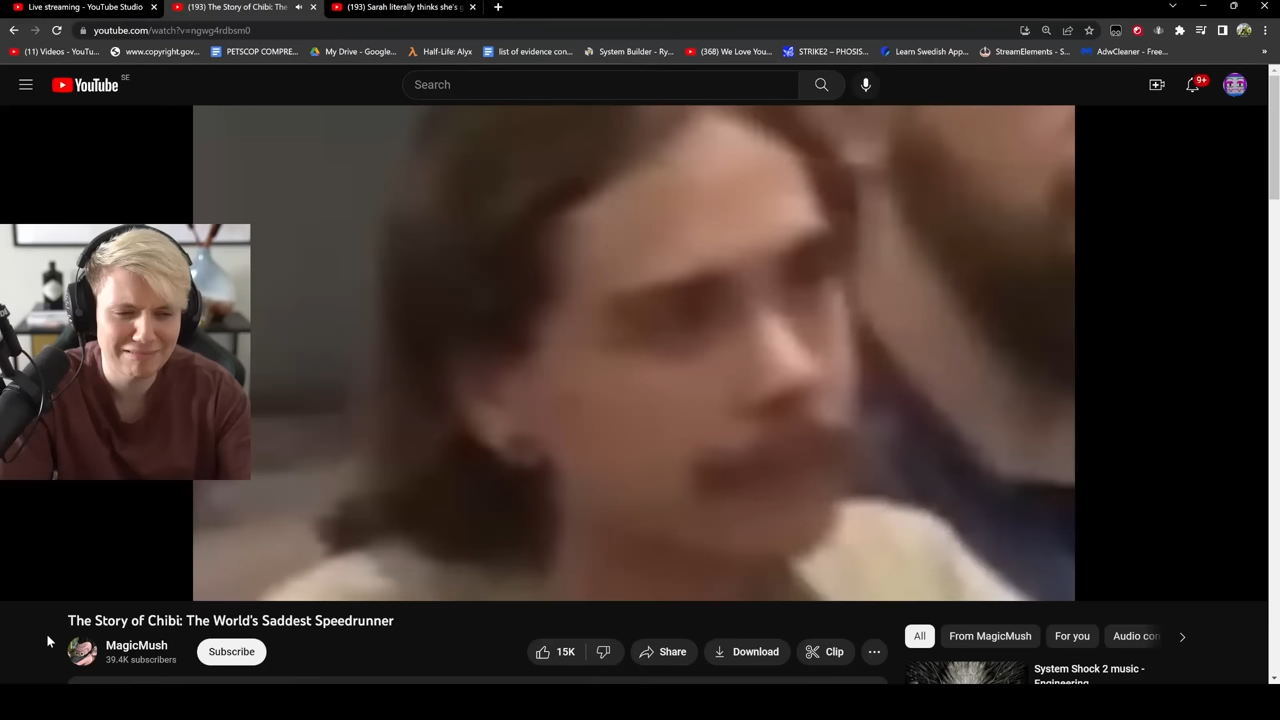 Live streaming - YouTube Studio
(193) The Story of Chibi: The
(193) Sarah literally thinks she's g
youtube.com/watch?v=ngwg4rdbsm0
(11) Videos - YouTu...
www.copyright.gov...
PETSCOP COMPRE...
My Drive - Google...
Half-Life: Alyx
list of evidence con...
System Builder - Ry...
(368) We Love You...
STRIKE2 – PHOSIS...
Learn Swedish App...
StreamElements - S...
AdwCleaner - Free...
YouTube SE
Search
9+
The Story of Chibi: The World's Saddest Speedrunner
MagicMush
39.4K subscribers
Subscribe
15K
Share
Download
Clip
All
From MagicMush
For you
Audio con
System Shock 2 music -
Engineering